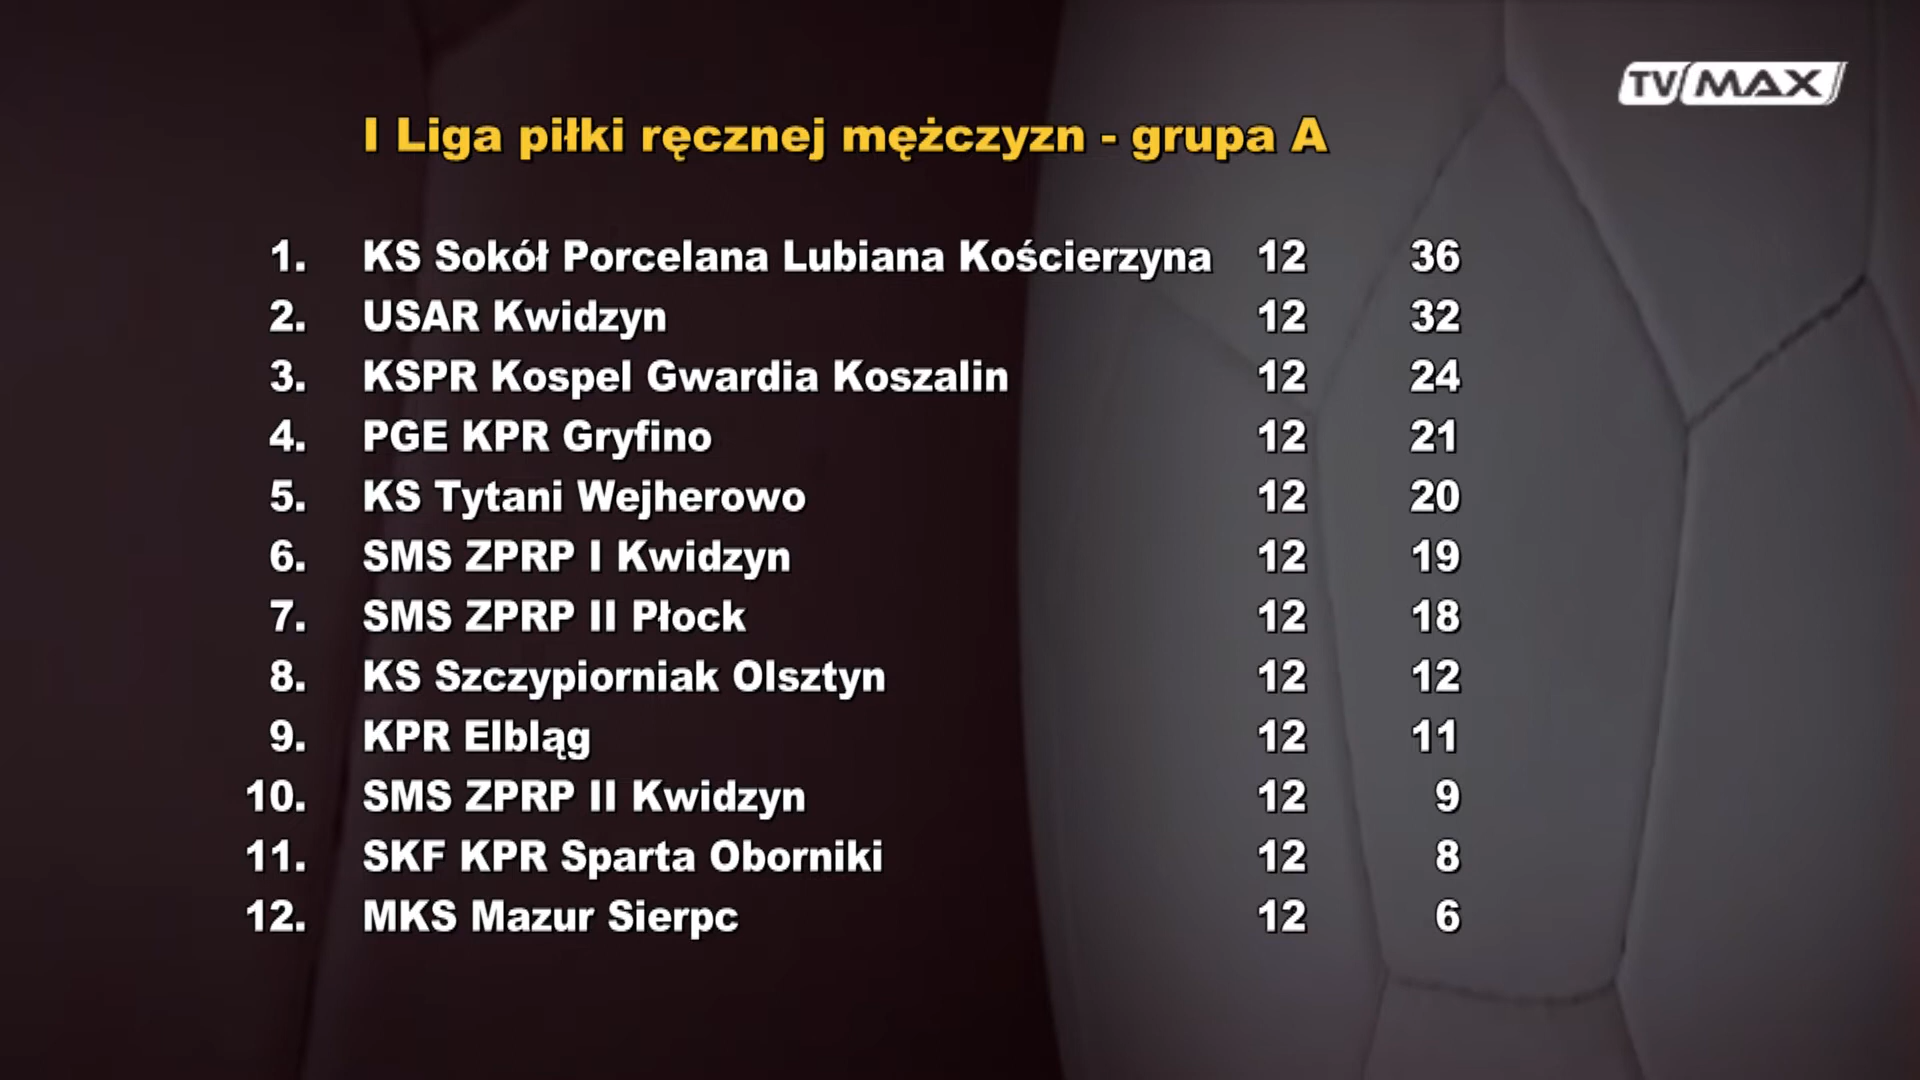 TV MAX
I Liga piłki ręcznej mężczyzn - grupa A
1. KS Sokół Porcelana Lubiana Kościerzyna 12 36
2. USAR Kwidzyn 12 32
3. KSPR Kospel Gwardia Koszalin 12 24
4. PGE KPR Gryfino 12 21
5. KS Tytani Wejherowo 12 20
6. SMS ZPRP I Kwidzyn 12 19
7. SMS ZPRP II Płock 12 18
8. KS Szczypiorniak Olsztyn 12 12
9. KPR Elbląg 12 11
10. SMS ZPRP II Kwidzyn 12 9
11. SKF KPR Sparta Oborniki 12 8
12. MKS Mazur Sierpc 12 6